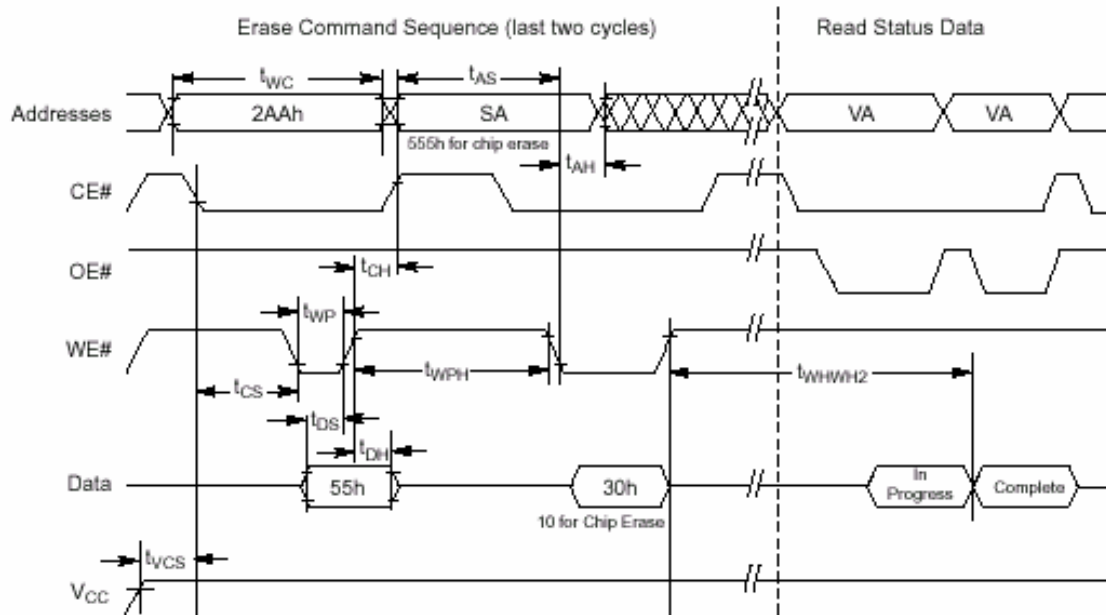 Erase Command Sequence (last two cycles)
Read Status Data
tWC
tAS
Addresses
2AAh
SA
VA
VA
555h for chip erase
tAH
CE#
OE#
tCH
tWP
WE#
tWPH
tWHWH2
tCS
tDS
tDH
Data
55h
30h
In
Progress
Complete
10 for Chip Erase
tVCS
VCC